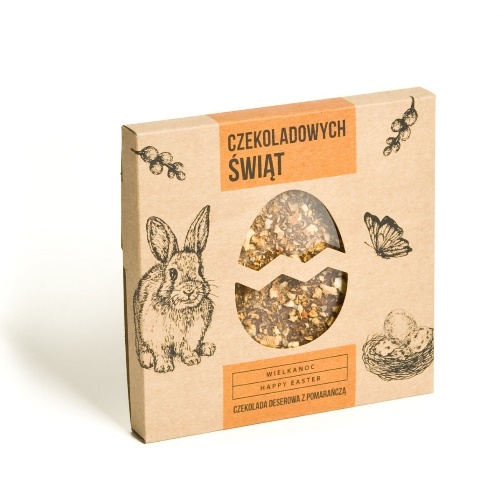 CZEKOLADOWYCH
ŚWIĄT
WIELKANOC
HAPPY EASTER
CZEKOLADA DESEROWA Z POMARAŃCZĄ